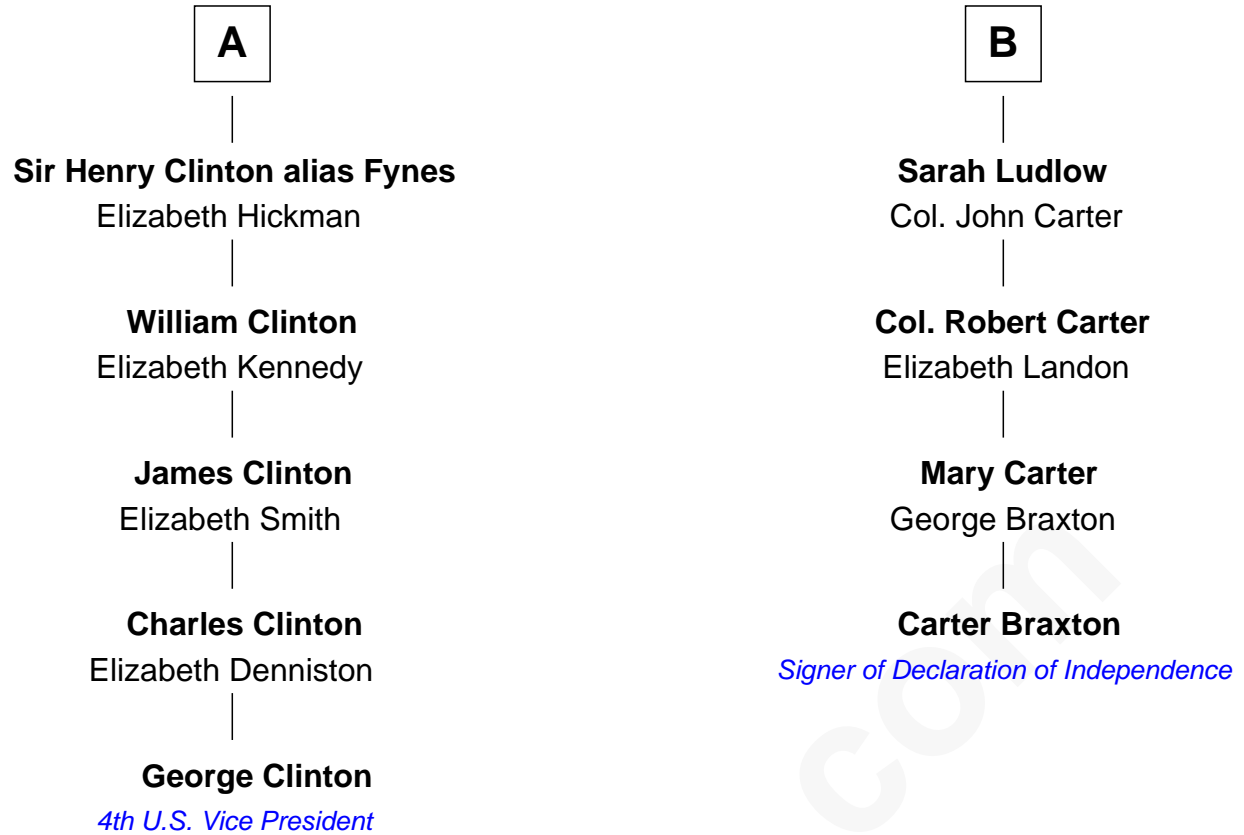 A
Sir Henry Clinton alias Fynes
Elizabeth Hickman
William Clinton
Elizabeth Kennedy
James Clinton
Elizabeth Smith
Charles Clinton
Elizabeth Denniston
George Clinton
4th U.S. Vice President
B
Sarah Ludlow
Col. John Carter
Col. Robert Carter
Elizabeth Landon
Mary Carter
George Braxton
Carter Braxton
Signer of Declaration of Independence
com